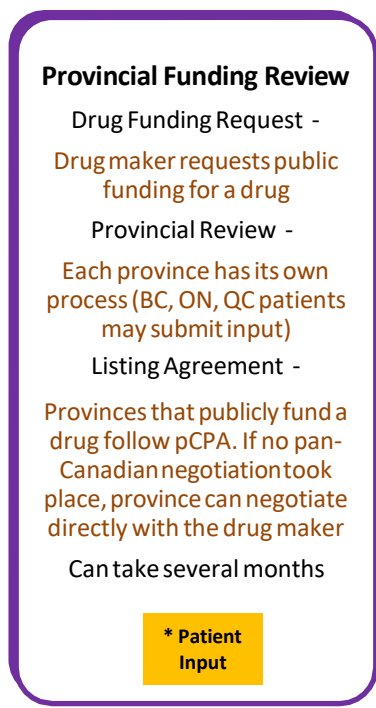 Provincial Funding Review
Drug Funding Request -
Drug maker requests public
funding for a drug
Provincial Review -
Each province has its own
process (BC, ON, QC patients
may submit input)
Listing Agreement -
Provinces that publicly fund a
drug follow pCPA. If no pan-
Canadian negotiation took
place, province can negotiate
directly with the drug maker
Can take several months
* Patient
Input